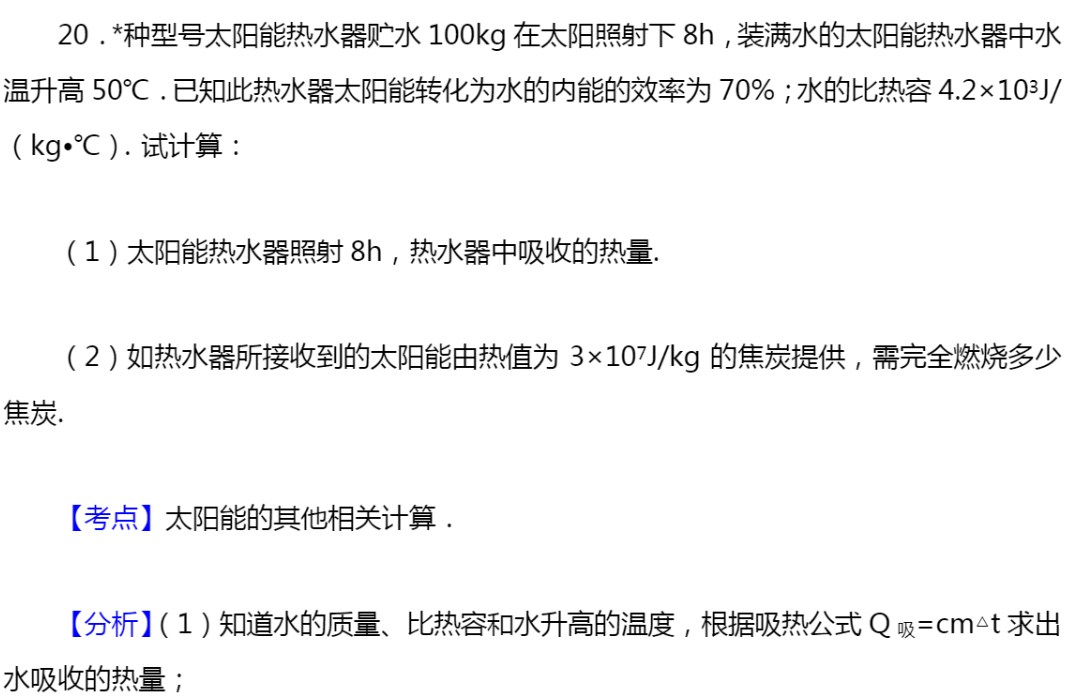 20．*种型号太阳能热水器贮水 100kg 在太阳照射下 8h，装满水的太阳能热水器中水
温升高 50℃．已知此热水器太阳能转化为水的内能的效率为 70%；水的比热容 4.2×10³J/
（kg•℃）. 试计算：
（1）太阳能热水器照射 8h，热水器中吸收的热量.
（2）如热水器所接收到的太阳能由热值为 3×10⁷J/kg 的焦炭提供，需完全燃烧多少
焦炭.
【考点】太阳能的其他相关计算．
【分析】（1）知道水的质量、比热容和水升高的温度，根据吸热公式 Q 吸=cm△t 求出
水吸收的热量；